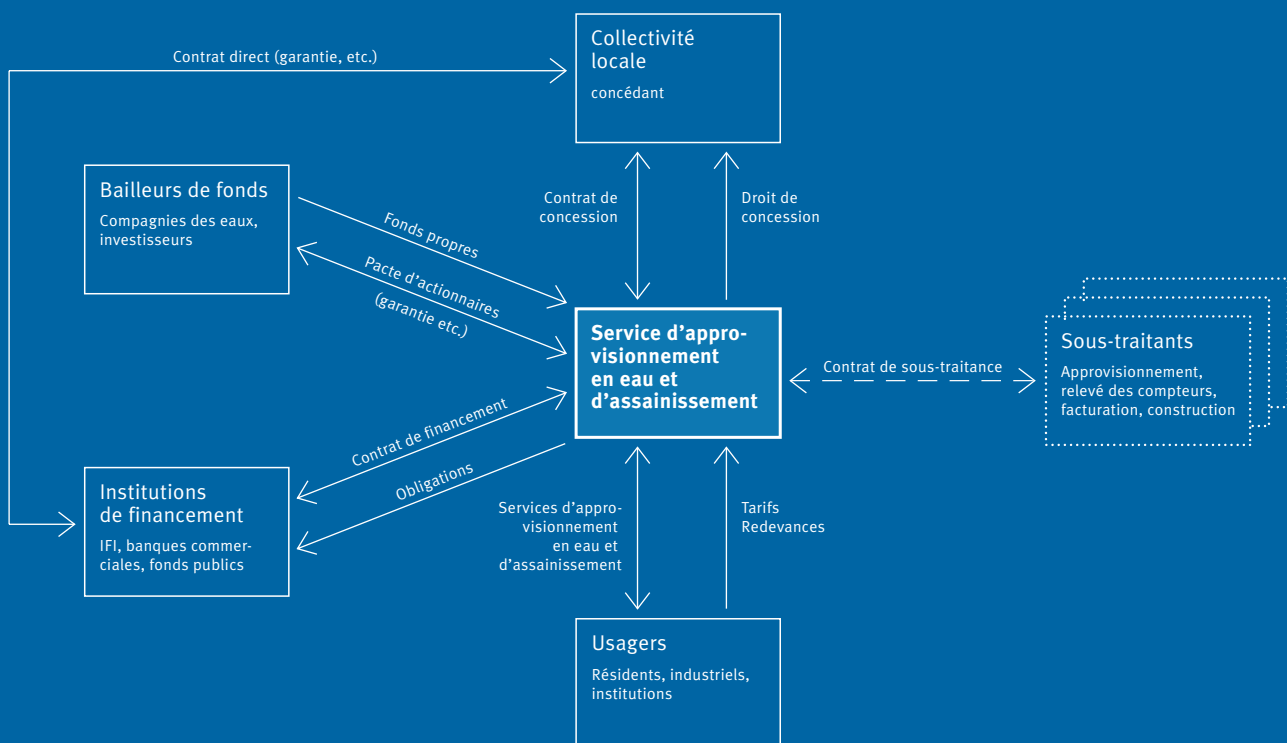 Collectivité
locale
concédant
Contrat direct (garantie, etc.)
Bailleurs de fonds
Compagnies des eaux,
investisseurs
Contrat de
concession
Droit de
concession
Fonds propres
Pacte d'actionnaires
(garantie etc.)
Service d'appro-
visionnement
en eau et
d'assainissement
Contrat de sous-traitance
Sous-traitants
Approvisionnement,
relevé des compteurs,
facturation, construction
Contrat de financement
Obligations
Institutions
de financement
IFI, banques commer-
ciales, fonds publics
Services d'appro-
visionnement
en eau et
d'assainissement
Tarifs
Redevances
Usagers
Résidents, industriels,
institutions